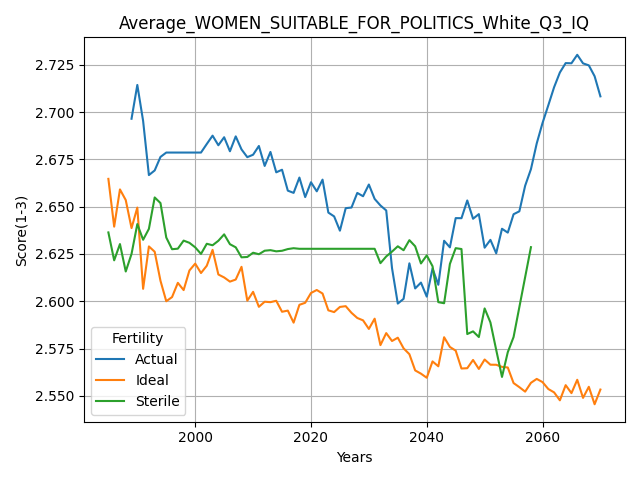 Average_WOMEN_SUITABLE_FOR_POLITICS_White_Q3_IQ
Score(1-3)
2.725
2.700
2.675
2.650
2.625
2.600
2.575
2.550
Fertility
Actual
Ideal
Sterile
2000 2020 2040 2060
Years